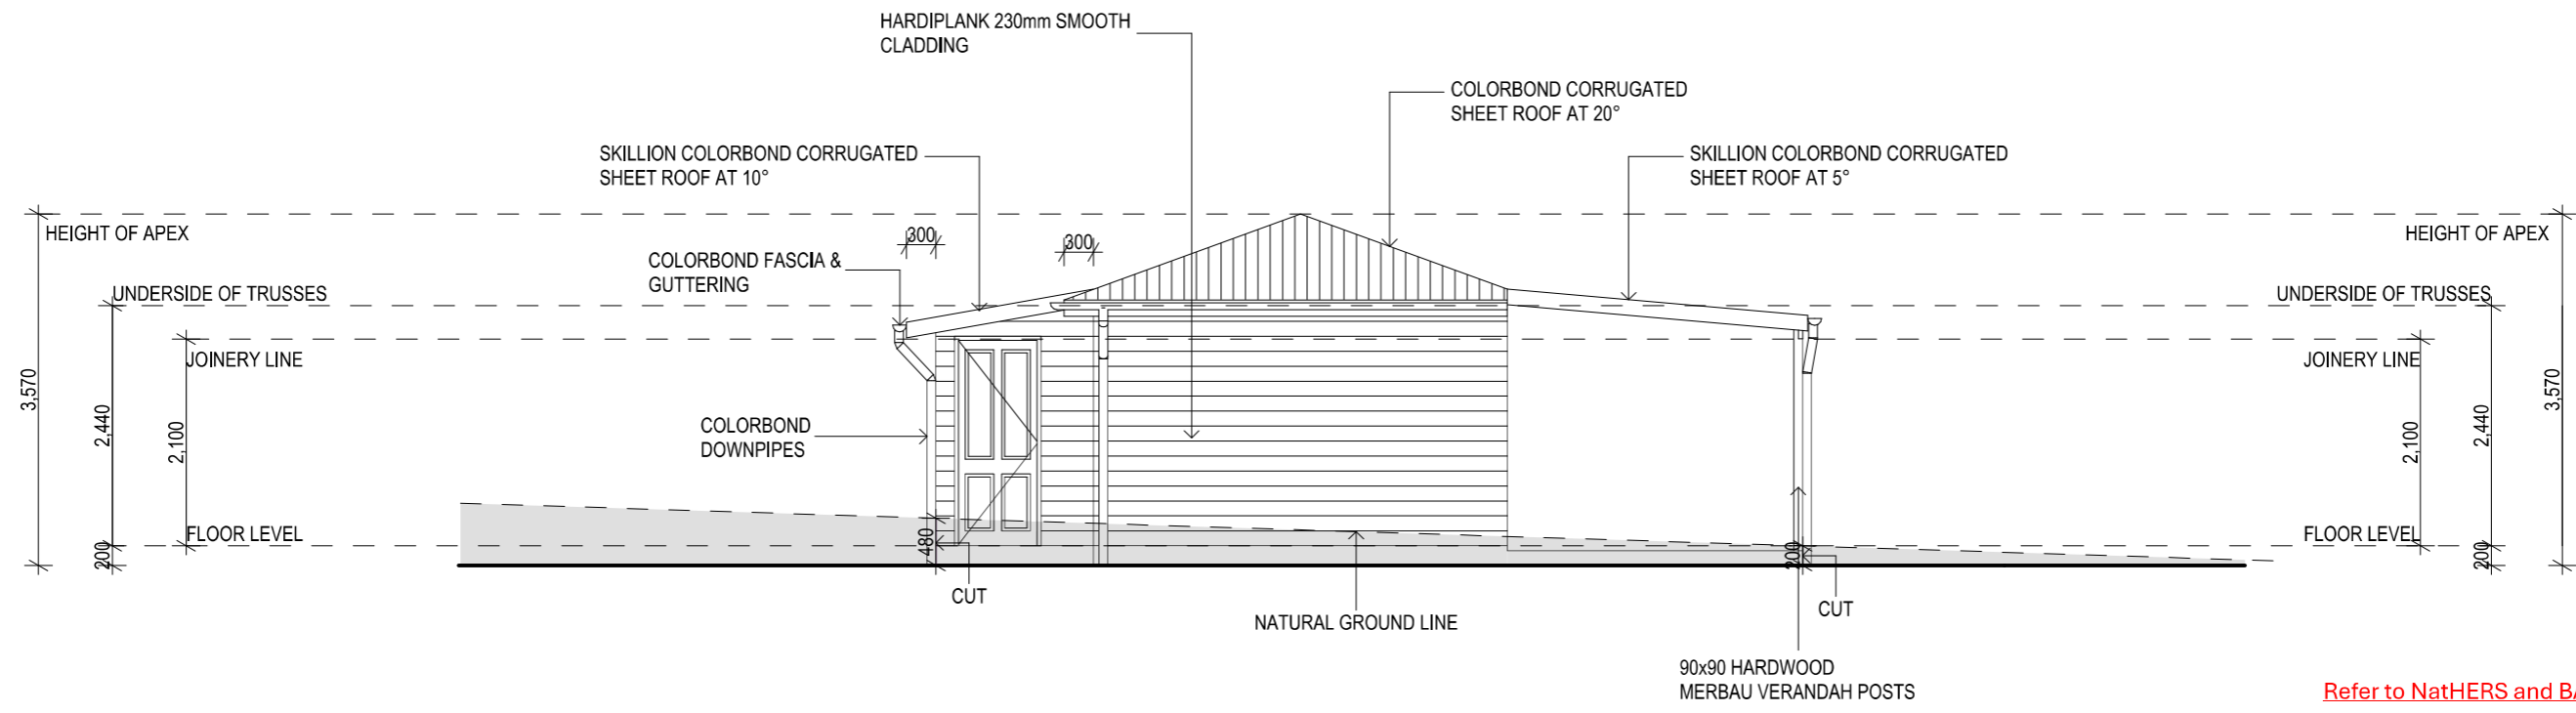 HARDIPLANK 230mm SMOOTH
CLADDING
COLORBOND CORRUGATED
SHEET ROOF AT 20°
SKILLION COLORBOND CORRUGATED
SHEET ROOF AT 10°
SKILLION COLORBOND CORRUGATED
SHEET ROOF AT 5°
HEIGHT OF APEX
300
300
HEIGHT OF APEX
COLORBOND FASCIA &
GUTTERING
UNDERSIDE OF TRUSSES
UNDERSIDE OF TRUSSES
JOINERY LINE
JOINERY LINE
3,570
2,440
2,100
COLORBOND
DOWNPIPES
2,100
2,440
3,570
FLOOR LEVEL
FLOOR LEVEL
200
480
200
200
CUT
CUT
NATURAL GROUND LINE
90x90 HARDWOOD
MERBAU VERANDAH POSTS
Refer to NatHERS and BA